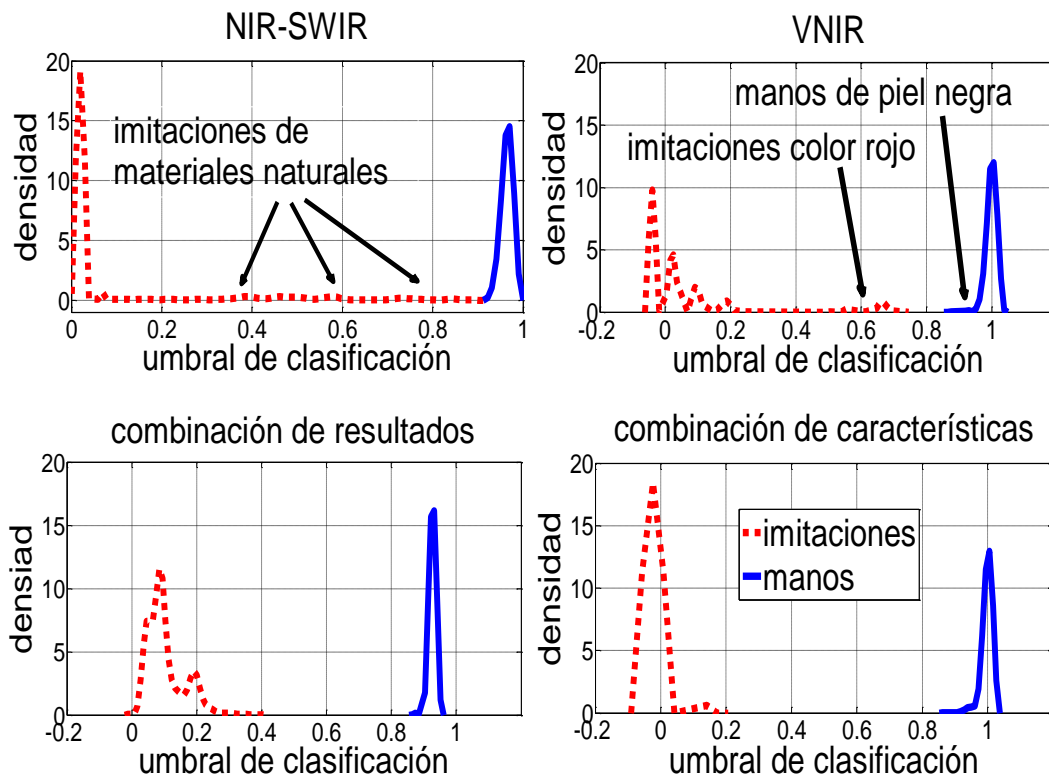 NIR-SWIR
20
15
10
5
0
densidad
imitaciones de
materiales naturales
0 0.2 0.4 0.6 0.8 1
umbral de clasificación
VNIR
20
15
10
5
0
densidad
manos de piel negra
imitaciones color rojo
-0.2 0 0.2 0.4 0.6 0.8 1
umbral de clasificación
combinación de resultados
20
15
10
5
0
densiad
-0.2 0 0.2 0.4 0.6 0.8 1
umbral de clasificación
combinación de características
20
15
10
5
0
densidad
imitaciones
manos
-0.2 0 0.2 0.4 0.6 0.8 1
umbral de clasificación